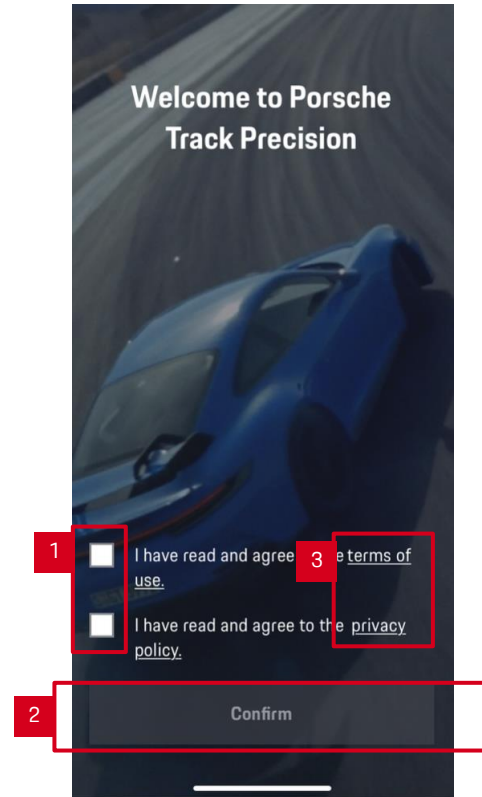 Welcome to Porsche
Track Precision
1
I have read and agree
3
e terms of
use.
I have read and agree to the privacy
policy.
2
Confirm